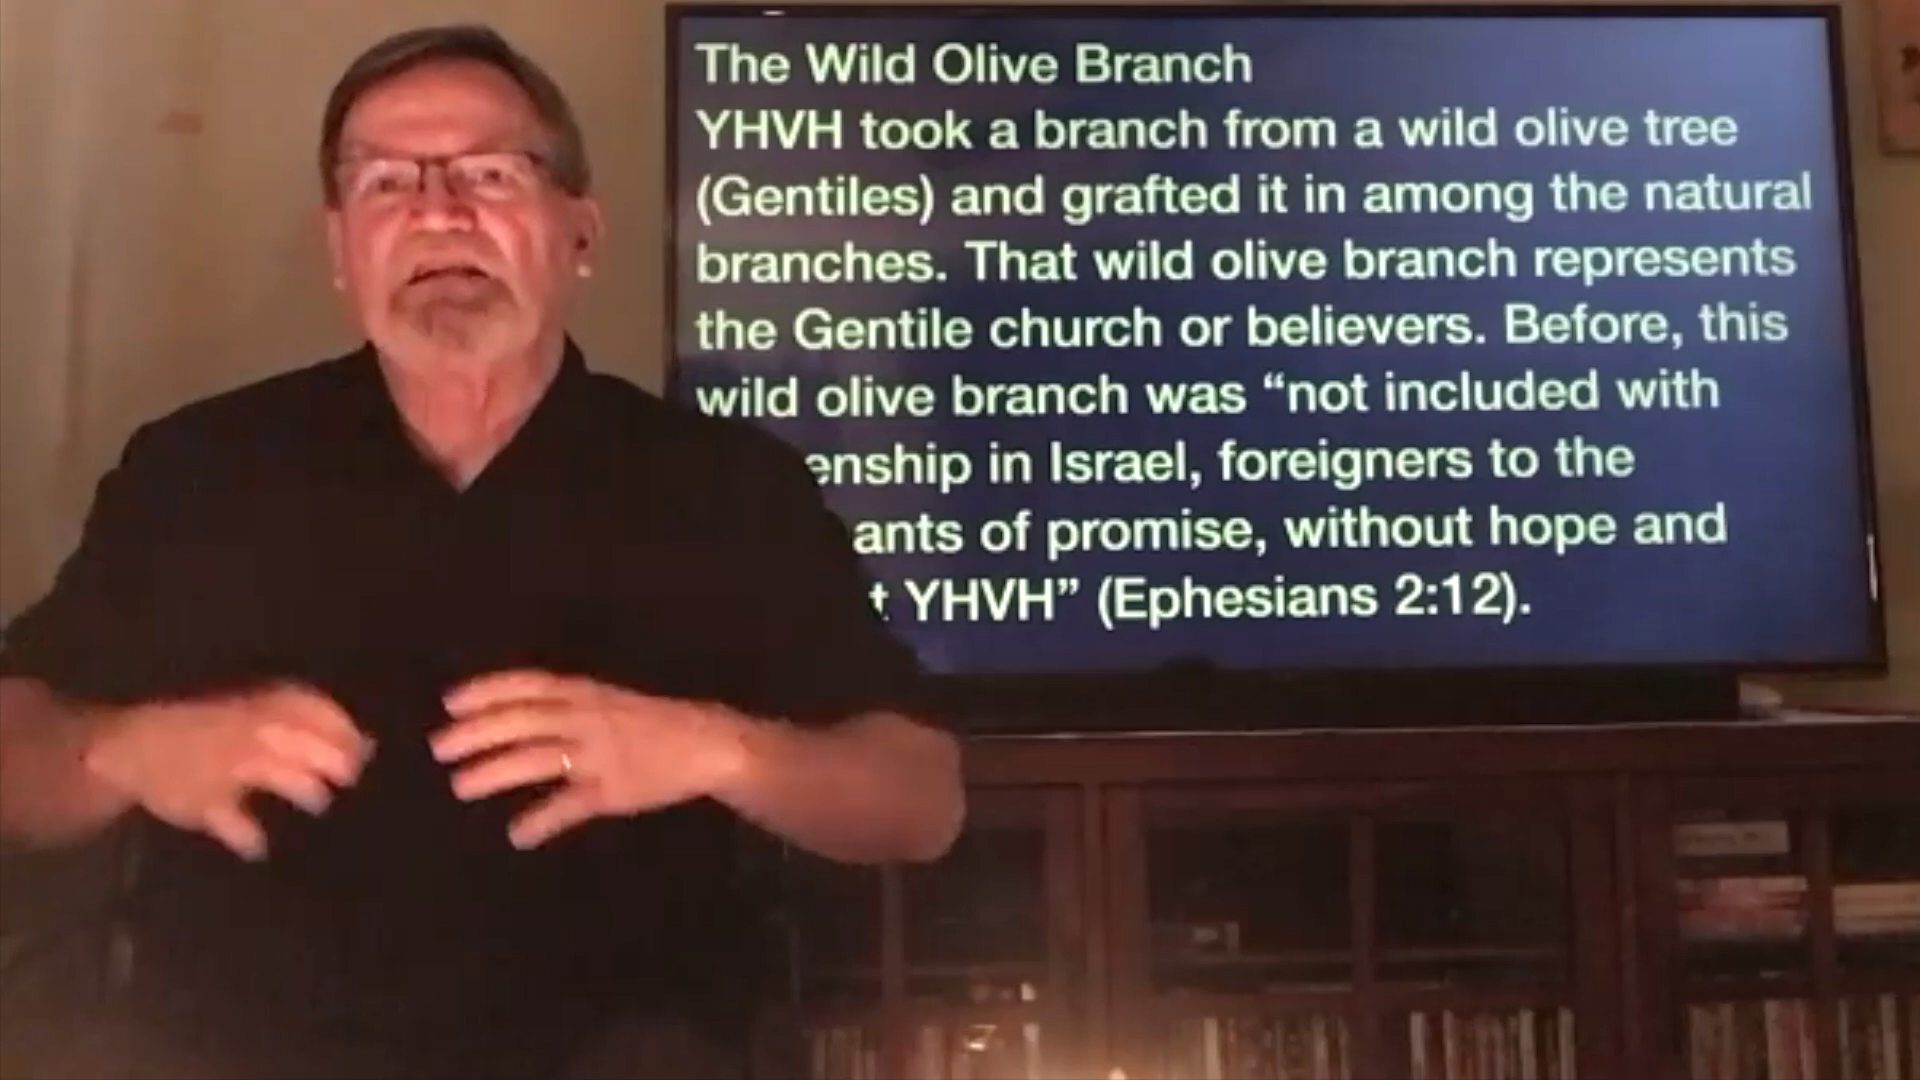 The Wild Olive Branch
YHVH took a branch from a wild olive tree
(Gentiles) and grafted it in among the natural
branches. That wild olive branch represents
the Gentile church or believers. Before, this
wild olive branch was “not included with
enship in Israel, foreigners to the
ants of promise, without hope and
t YHVH” (Ephesians 2:12).